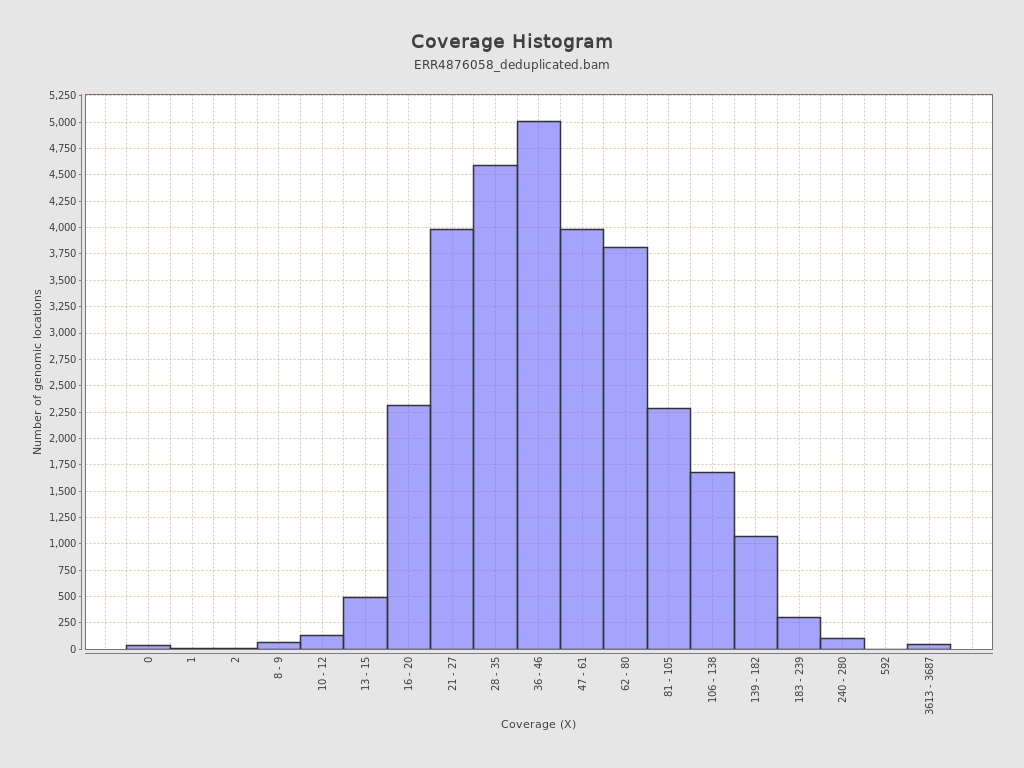 Coverage Histogram
ERR4876058_deduplicated.bam
Number of genomic locations
5,250
5,000
4,750
4,500
4,250
4,000
3,750
3,500
3,250
3,000
2,750
2,500
2,250
2,000
1,750
1,500
1,250
1,000
750
500
250
0
0
1
2
8 - 9
10 - 12
13 - 15
16 - 20
21 - 27
28 - 35
36 - 46
47 - 61
62 - 80
81 - 105
106 - 138
139 - 182
183 - 239
240 - 280
592
3613 - 3687
Coverage (X)